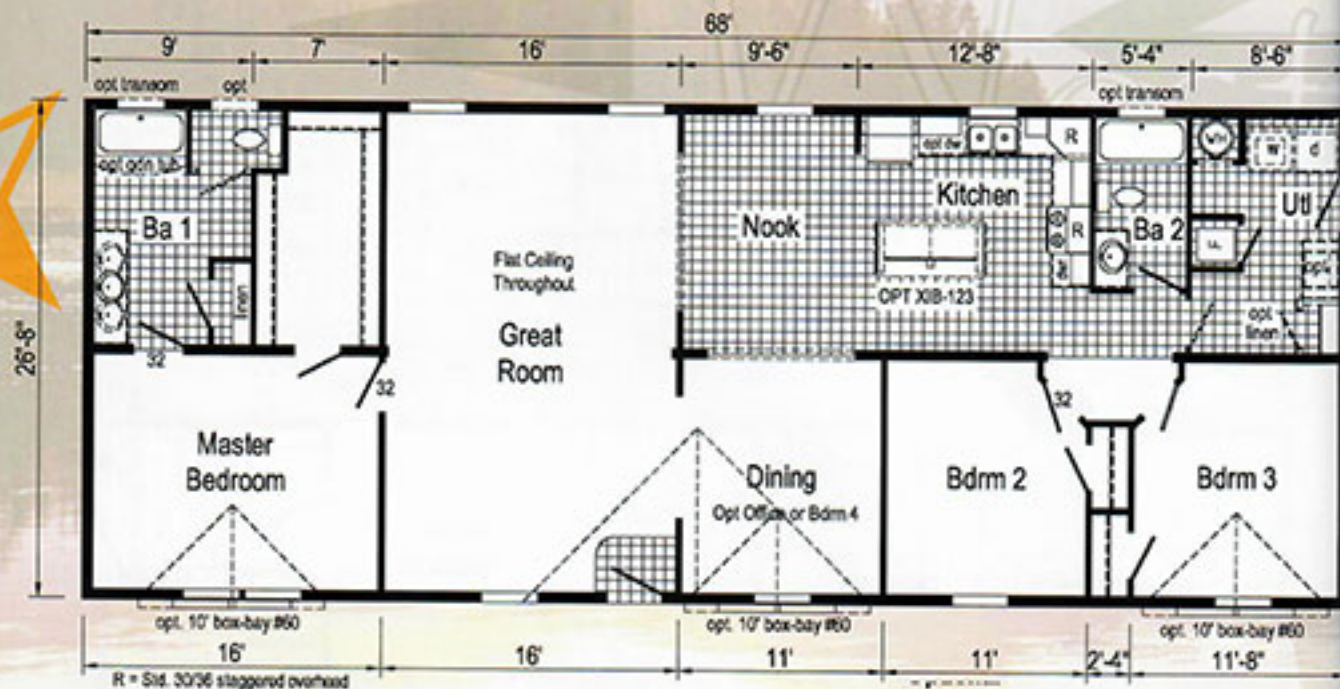 68'
9'
7'
16'
9'-6"
12'-8"
5'-4"
8'-6"
opt transom
opt
opt transom
opt gdn tub
opt dw
R
WH
w
d
Ba 1
Nook
Kitchen
Ba 2
Utl
R
F
linen
Flat Ceiling
Throughout
OPT XIB-123
dw
opt.
opt.
linen
26'-8"
Great
Room
32
32
32
Master
Bedroom
Dining
Opt Office or Bdrm 4
Bdrm 2
Bdrm 3
opt. 10' box-bay #60
opt. 10' box-bay #60
opt. 10' box-bay #60
16'
16'
11'
11'
2'-4"
11'-8"
R = Std. 30/36 staggered overhead